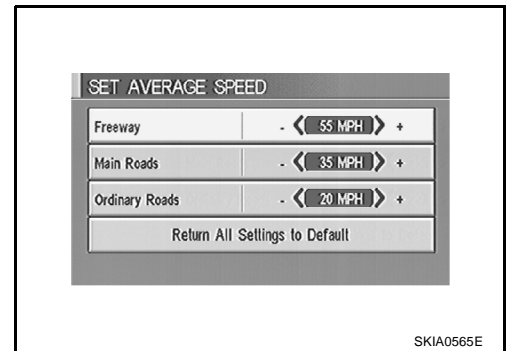 SET AVERAGE SPEED
Freeway - 55 MPH +
Main Roads - 35 MPH +
Ordinary Roads - 20 MPH +
Return All Settings to Default
SKIA0565E